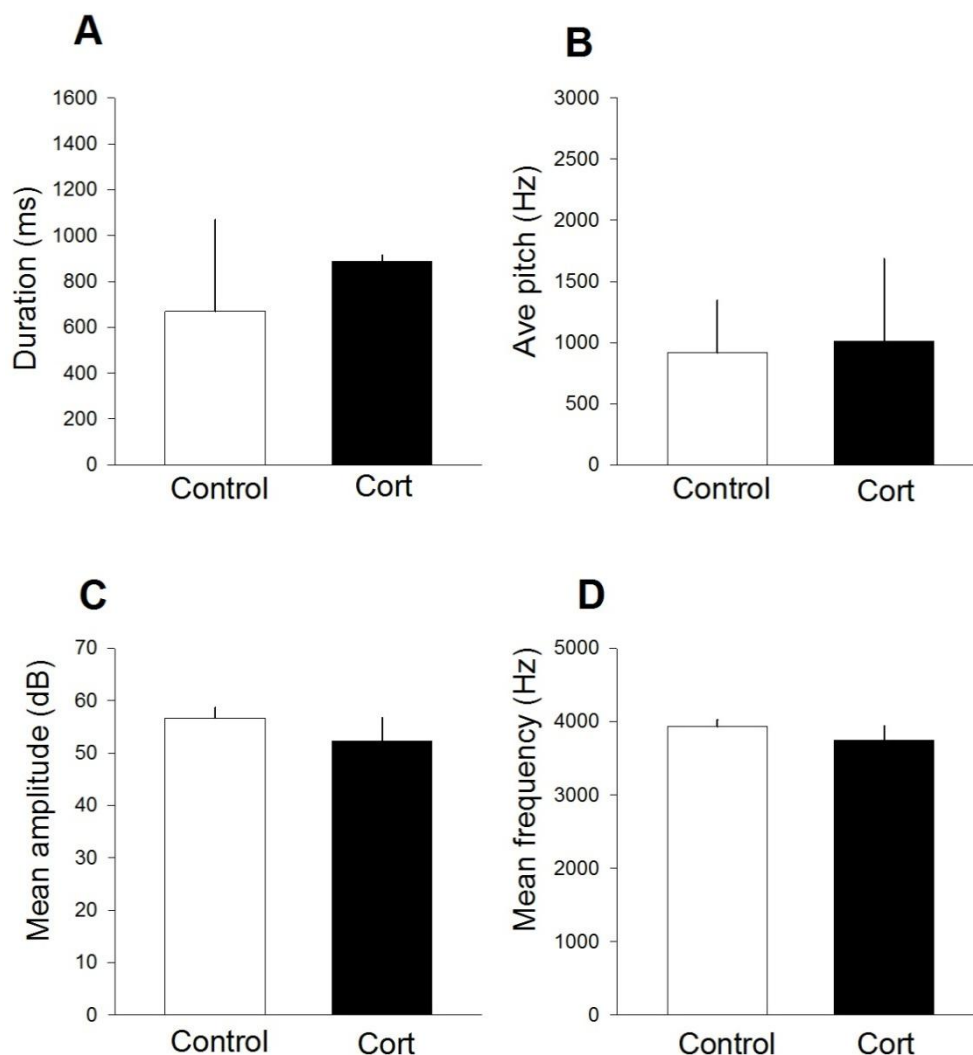 A
Duration (ms)
1600
1400
1200
1000
800
600
400
200
0
Control
Cort
B
Ave pitch (Hz)
3000
2500
2000
1500
1000
500
0
Control
Cort
C
Mean amplitude (dB)
70
60
50
40
30
20
10
0
Control
Cort
D
Mean frequency (Hz)
5000
4000
3000
2000
1000
0
Control
Cort